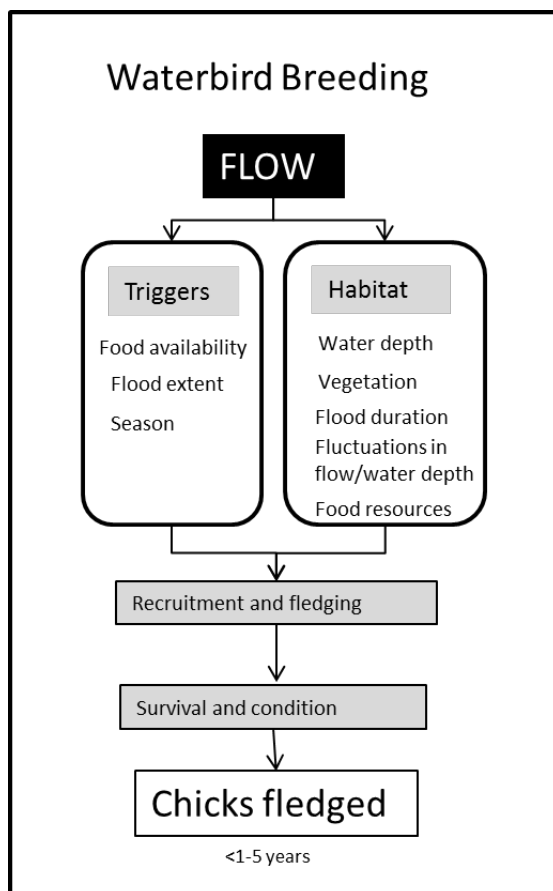 Waterbird Breeding
FLOW
Triggers
Food availability
Flood extent
Season
Habitat
Water depth
Vegetation
Flood duration
Fluctuations in
flow/water depth
Food resources
Recruitment and fledging
Survival and condition
Chicks fledged
<1-5 years